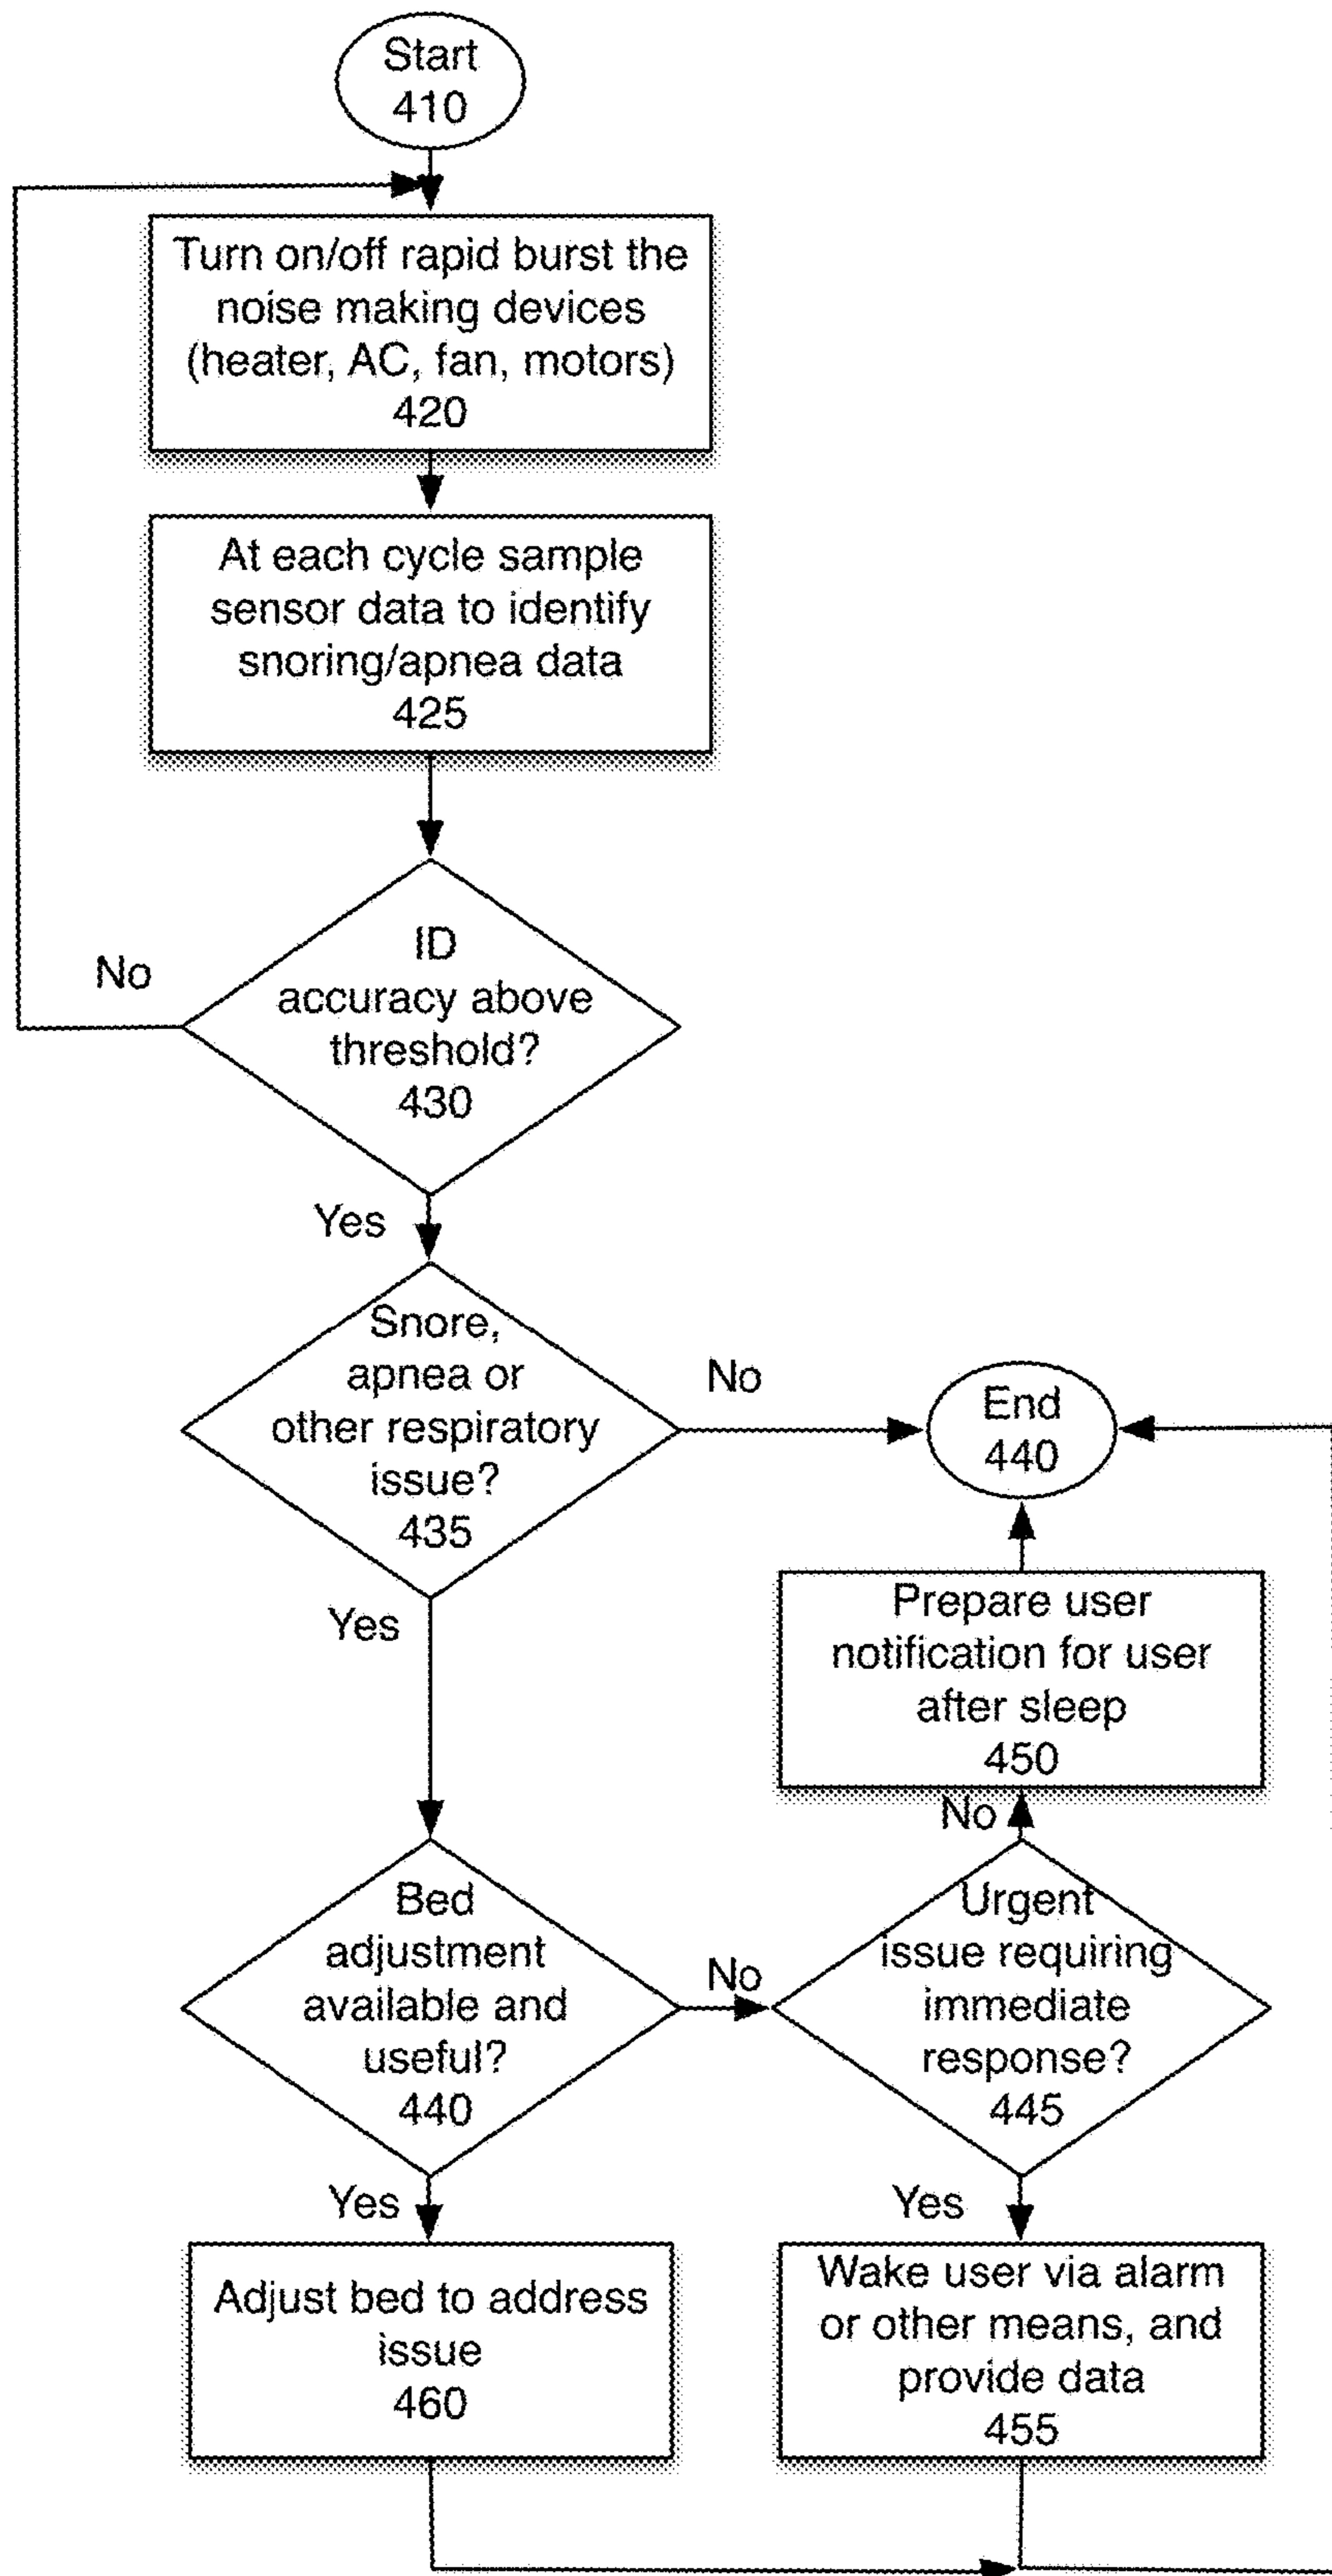 Start
410
Turn on/off rapid burst the
noise making devices
(heater, AC, fan, motors)
420
At each cycle sample
sensor data to identify
snoring/apnea data
425
ID
accuracy above
threshold?
430
No
Yes
Snore,
apnea or
other respiratory
issue?
435
No
End
440
Yes
Prepare user
notification for user
after sleep
450
No
Bed
adjustment
available and
useful?
440
No
Urgent
issue requiring
immediate
response?
445
Yes
Yes
Adjust bed to address
issue
460
Wake user via alarm
or other means, and
provide data
455